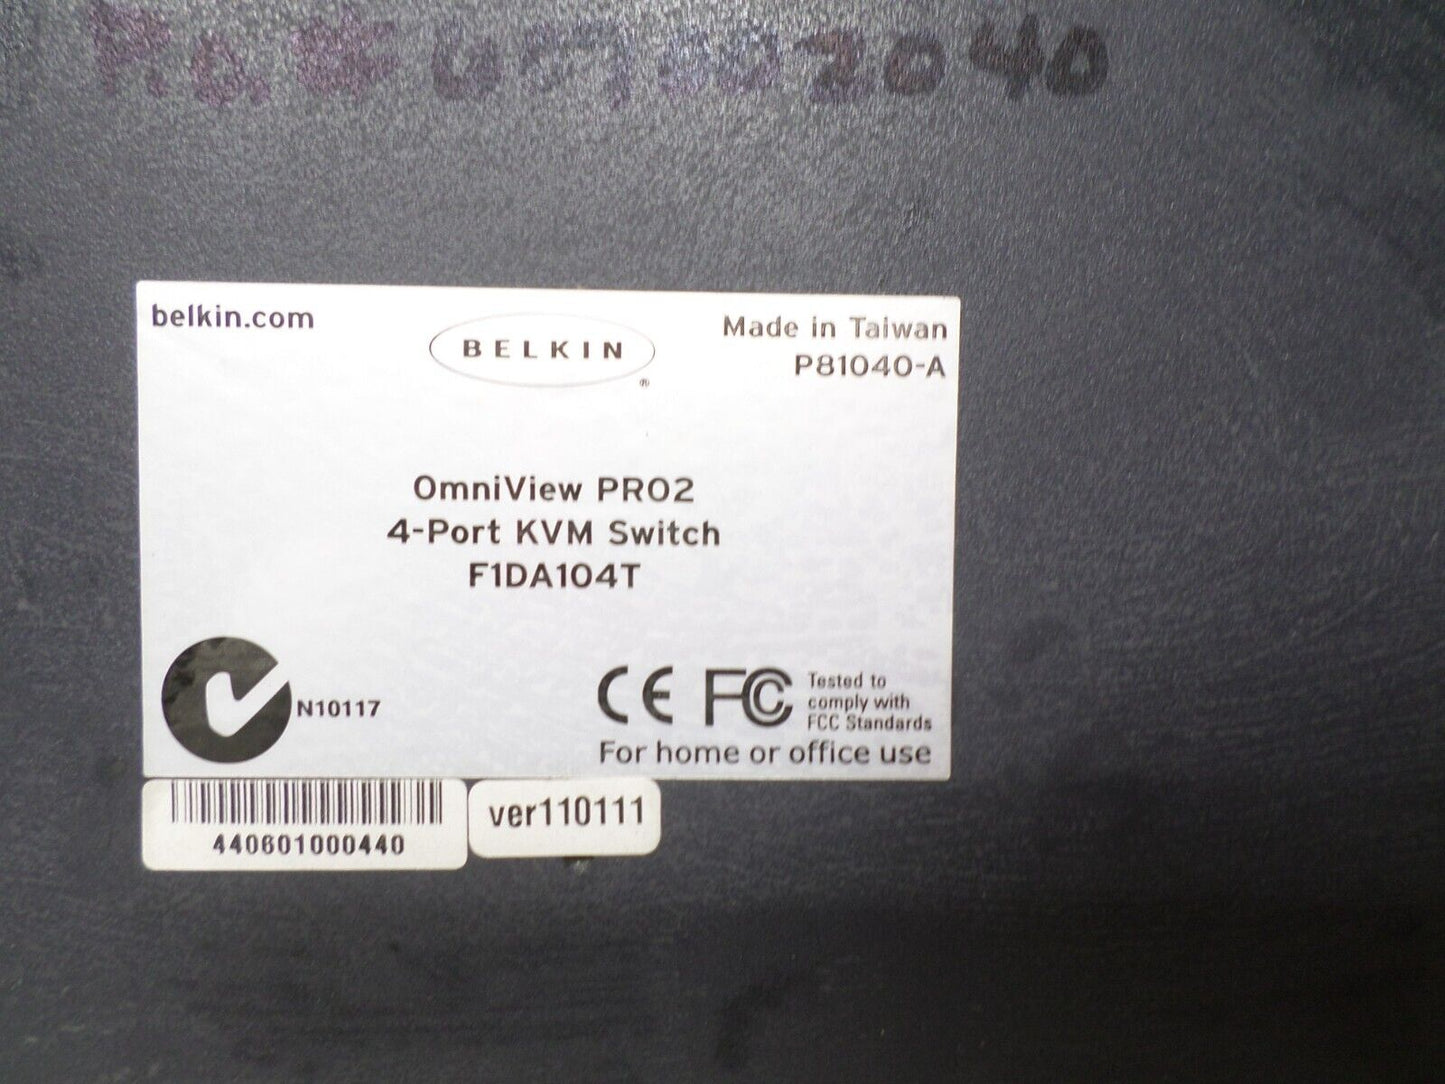 belkin.com
BELKIN
®
Made in Taiwan
P81040-A
OmniView PRO2
4-Port KVM Switch
F1DA104T
N10117
CE FC
Tested to
comply with
FCC Standards
For home or office use
440601000440
ver110111